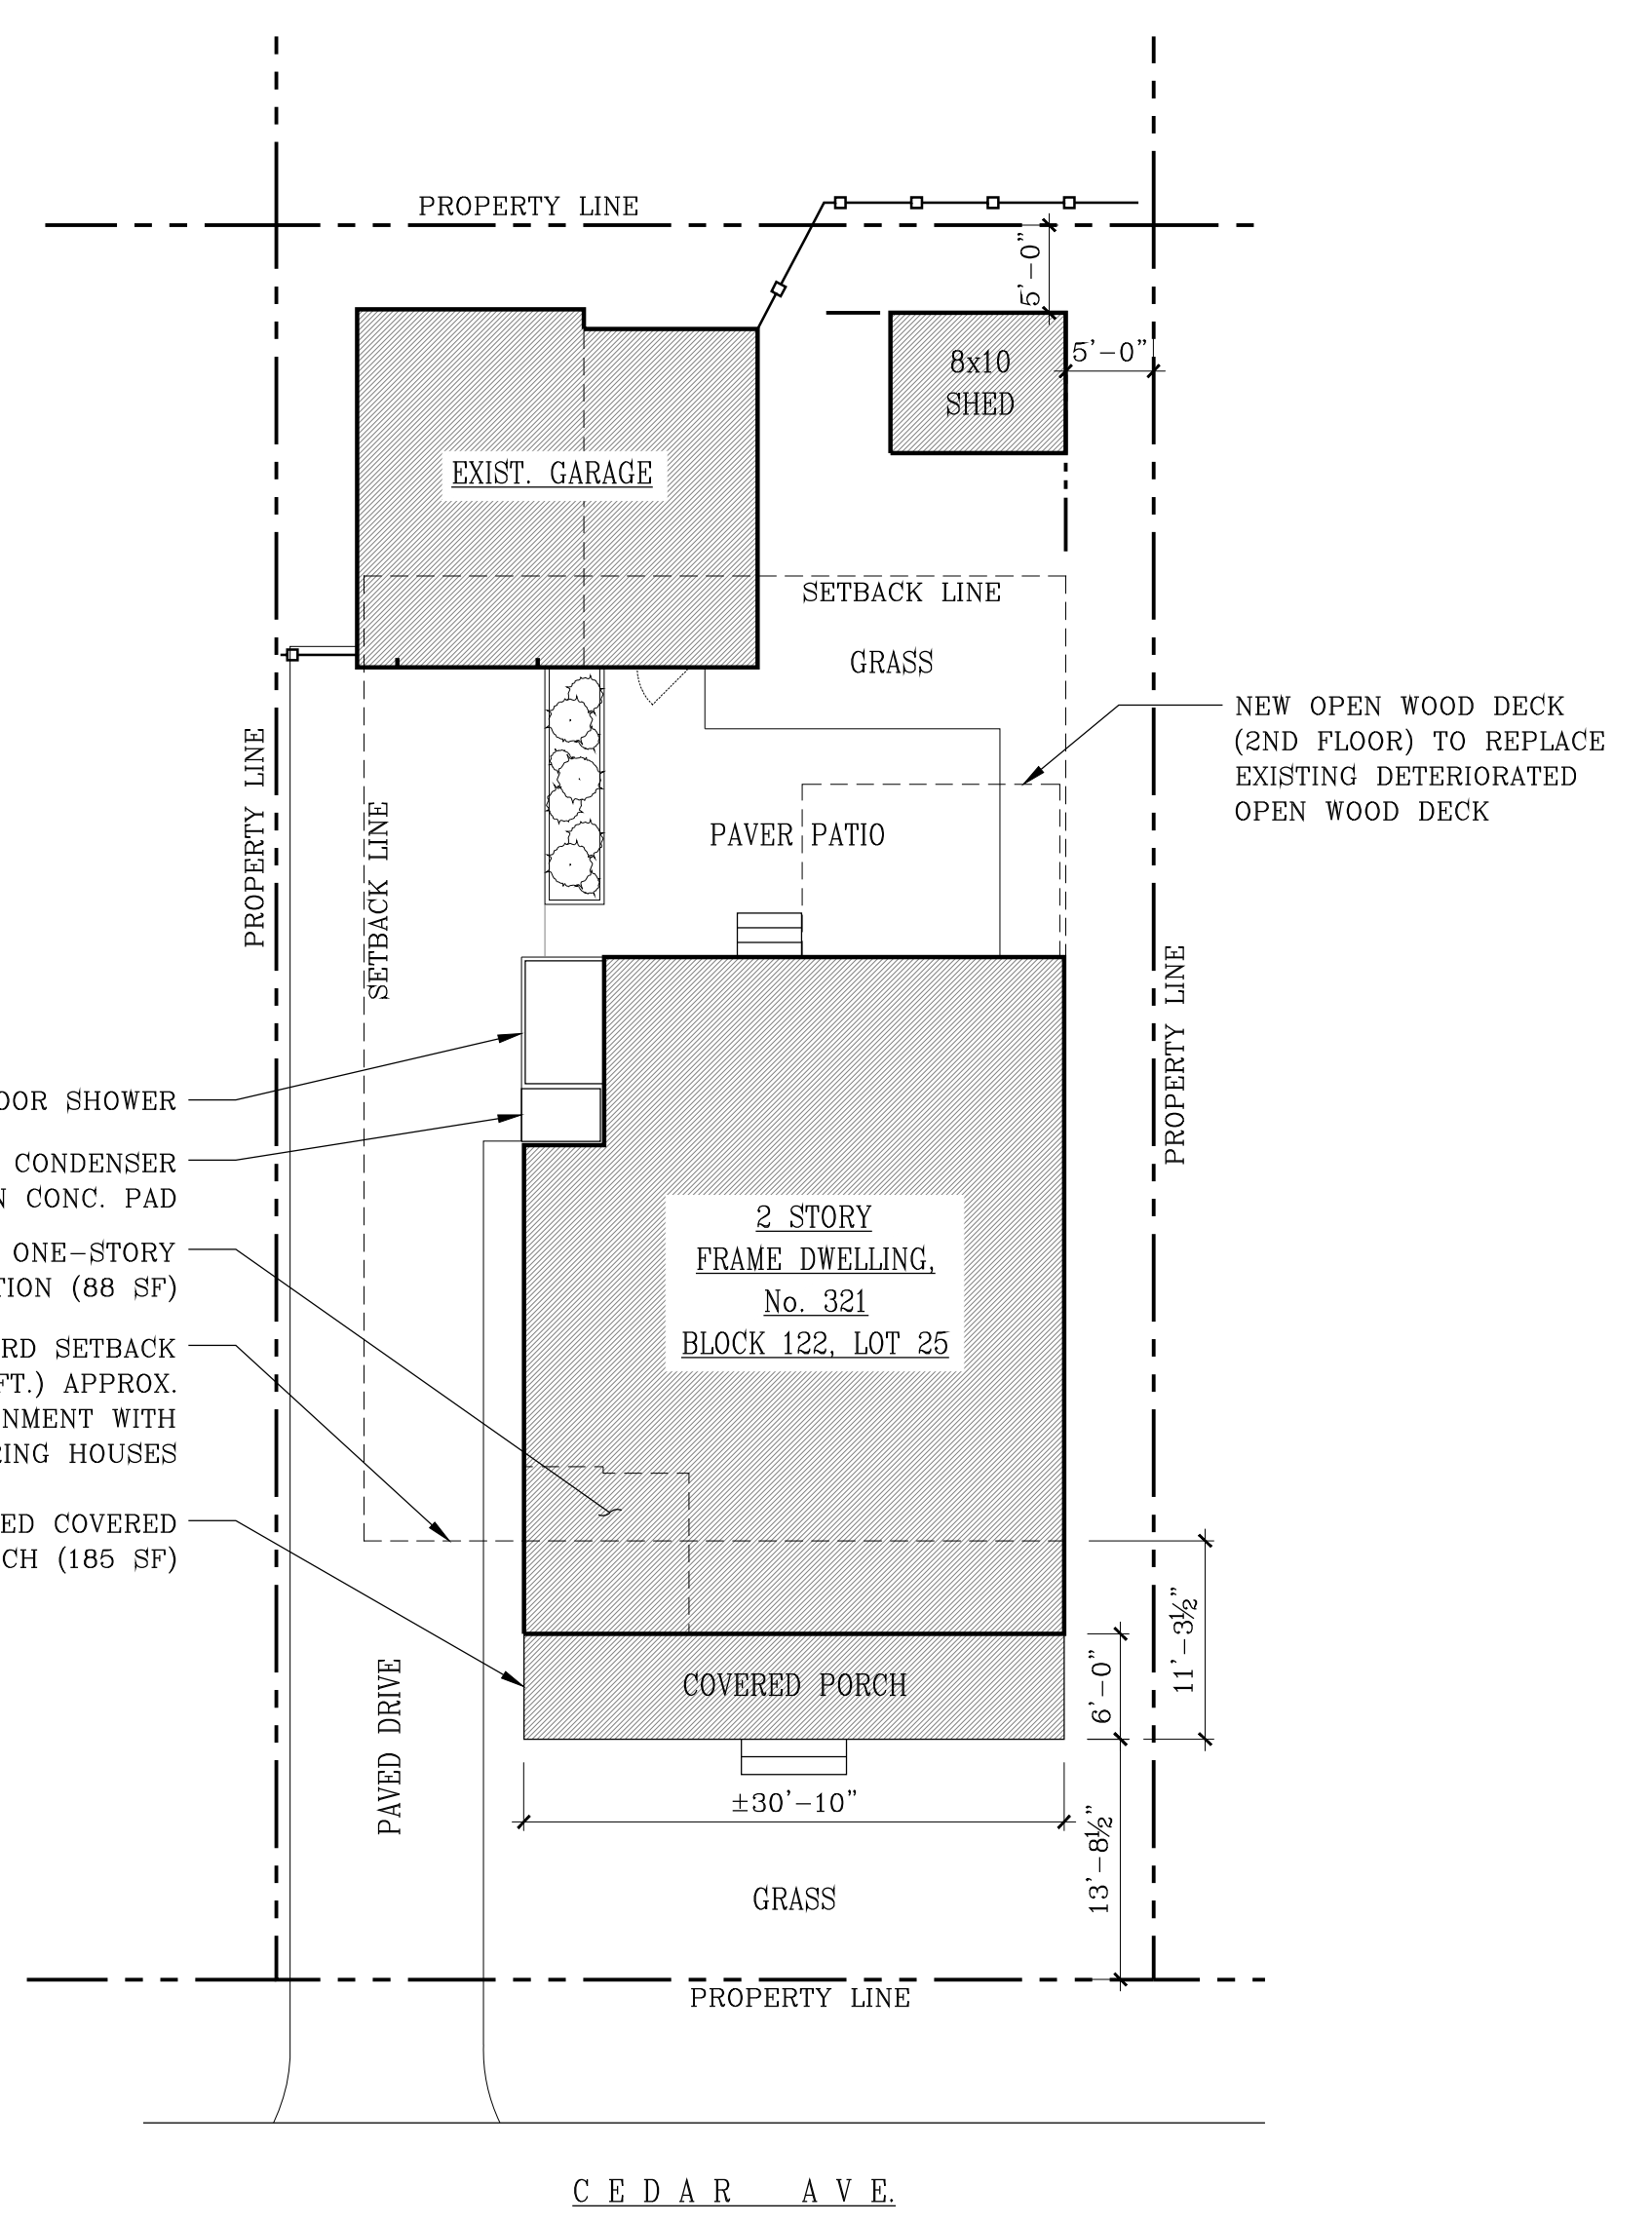 PROPERTY LINE
5'-0"
8x10
SHED
5'-0"
EXIST. GARAGE
SETBACK LINE
GRASS
NEW OPEN WOOD DECK
(2ND FLOOR) TO REPLACE
EXISTING DETERIORATED
OPEN WOOD DECK
PROPERTY LINE
SETBACK LINE
PAVER PATIO
PROPERTY LINE
OOR SHOWER
CONDENSER
N CONC. PAD
ONE-STORY
TION (88 SF)
RD SETBACK
FT.) APPROX.
NMENT WITH
RING HOUSES
ED COVERED
CH (185 SF)
2 STORY
FRAME DWELLING,
No. 321
BLOCK 122, LOT 25
COVERED PORCH
6'-0"
11'-3½"
PAVED DRIVE
±30'-10"
13'-8½"
GRASS
PROPERTY LINE
CEDAR AVE.